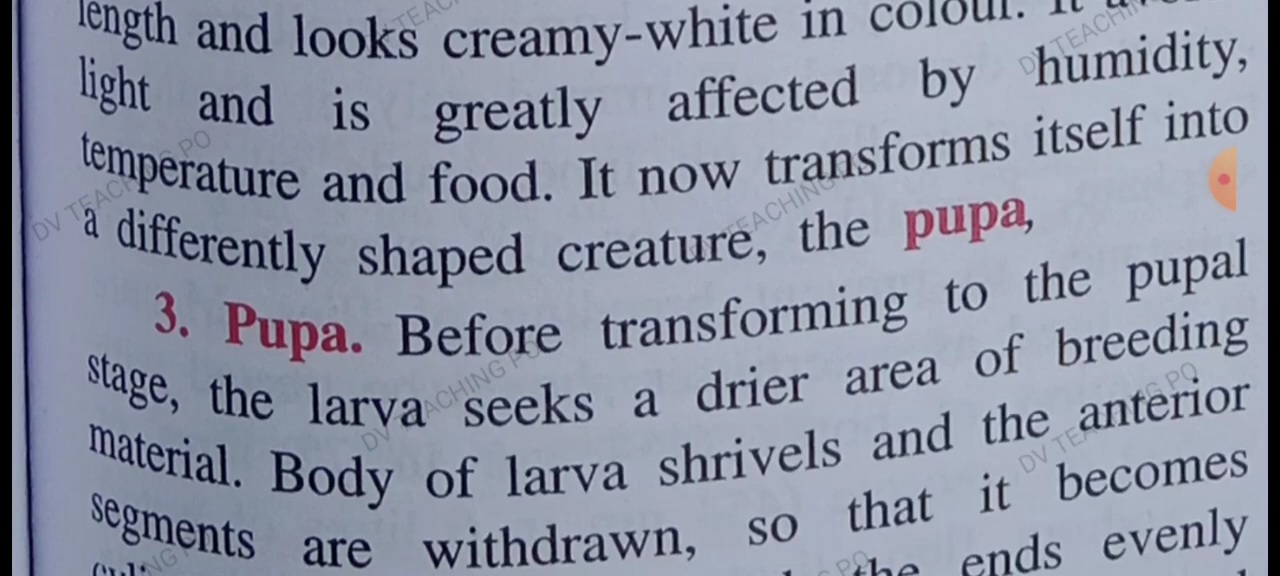 length and looks creamy-white in colour. It
light and is greatly affected by humidity,
temperature and food. It now transforms itself into
a differently shaped creature, the pupa,
3. Pupa. Before transforming to the pupal
stage, the larva seeks a drier area of breeding
material. Body of larva shrivels and the anterior
segments are withdrawn, so that it becomes
the ends evenly